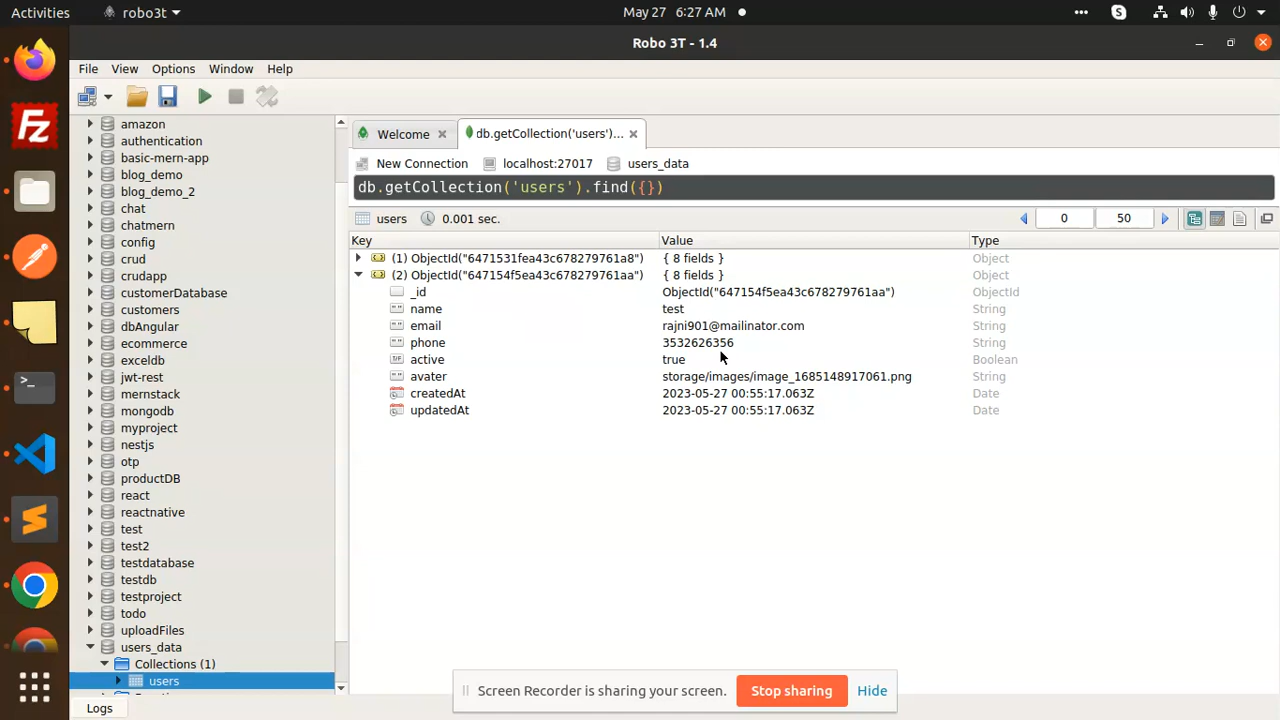 Activities robo3t May 27 6:27 AM
Robo 3T - 1.4
File View Options Window Help
Welcome db.getCollection('users')...
New Connection localhost:27017 users_data
db.getCollection('users').find({})
users 0.001 sec. 0 50
Key Value Type
(1) ObjectId("6471531fea43c678279761a8") { 8 fields } Object
(2) ObjectId("647154f5ea43c678279761aa") { 8 fields } Object
_id ObjectId("647154f5ea43c678279761aa") ObjectId
name test String
email rajni901@mailinator.com String
phone 3532626356 String
active true Boolean
avater storage/images/image_1685148917061.png String
createdAt 2023-05-27 00:55:17.063Z Date
updatedAt 2023-05-27 00:55:17.063Z Date
amazon
authentication
basic-mern-app
blog_demo
blog_demo_2
chat
chatmern
config
crud
crudapp
customerDatabase
customers
dbAngular
ecommerce
exceldb
jwt-rest
mernstack
mongodb
myproject
nestjs
otp
productDB
react
reactnative
test
test2
testdatabase
testdb
testproject
todo
uploadFiles
users_data
Collections (1)
users
Screen Recorder is sharing your screen. Stop sharing Hide
Logs